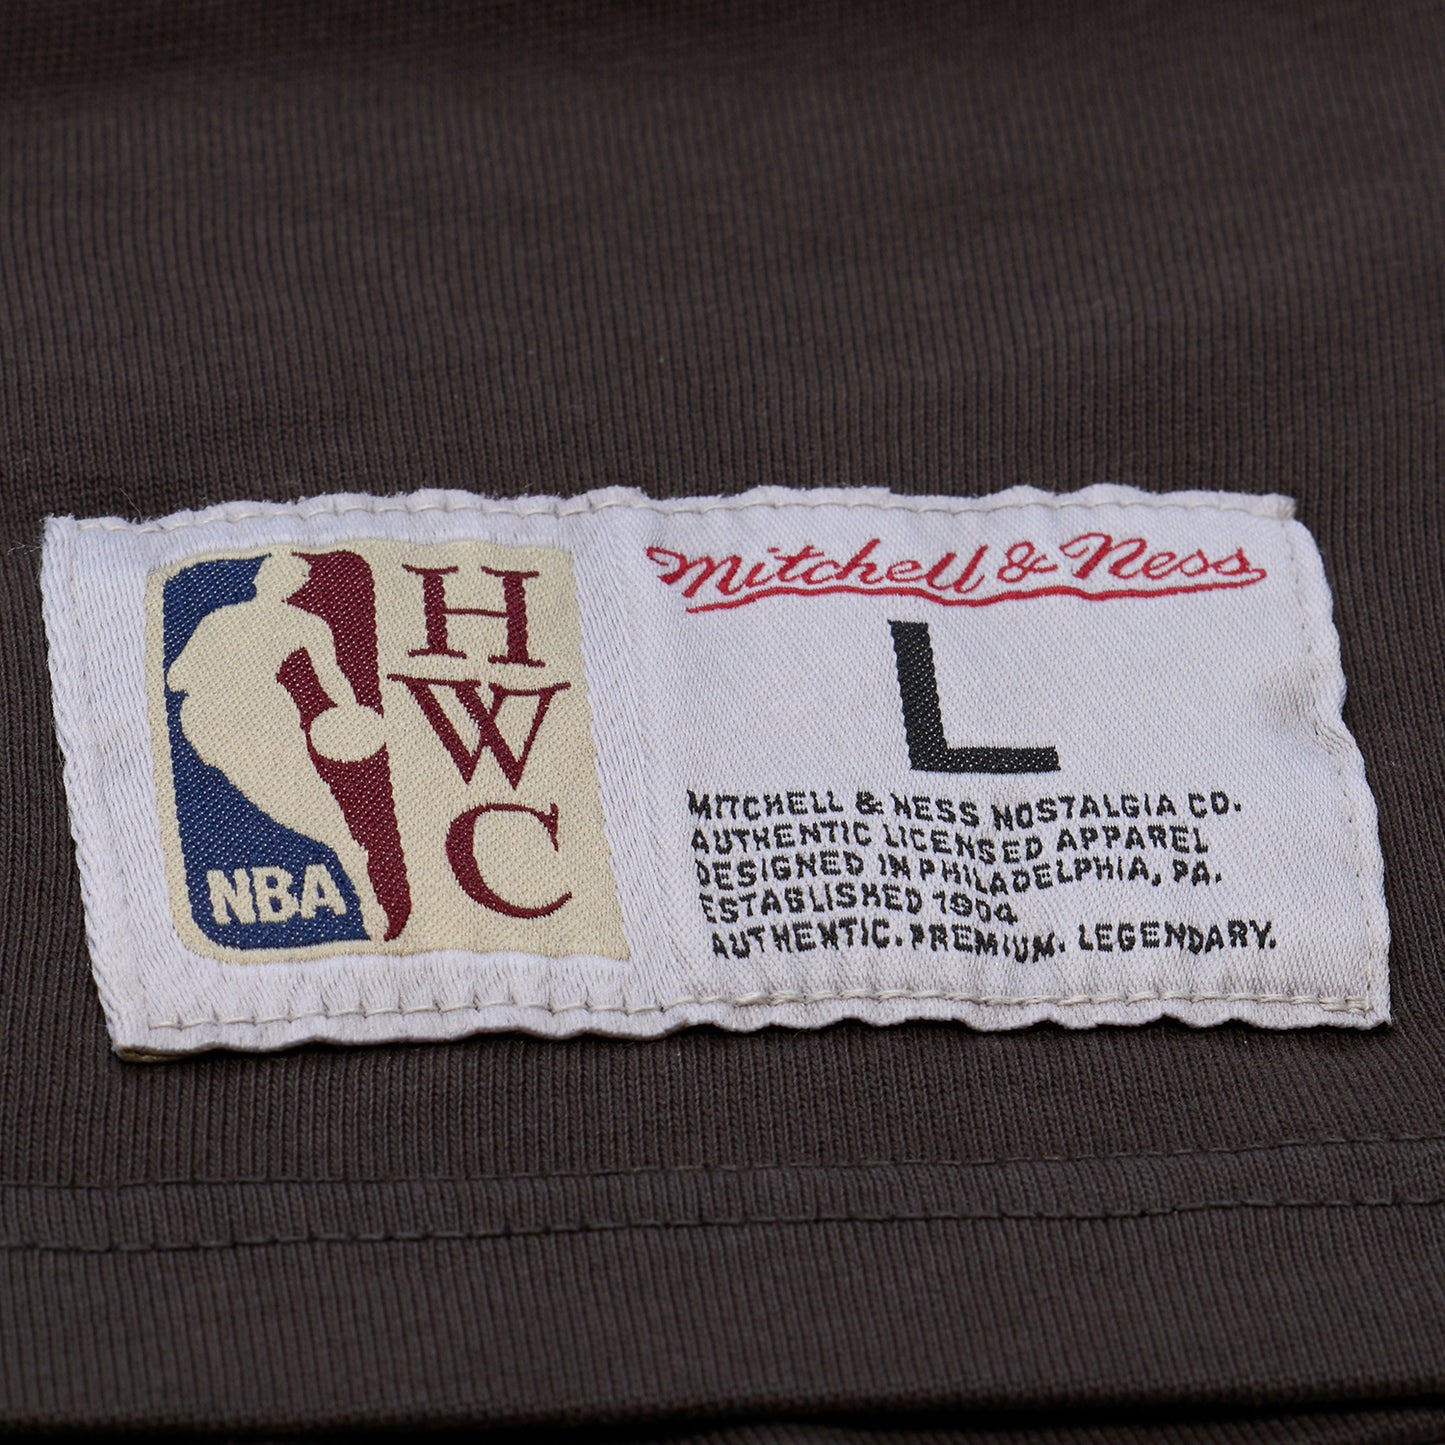 NBA
H
W
C
Mitchell & Ness
L
MITCHELL & NESS NOSTALGIA CO.
AUTHENTIC LICENSED APPAREL
DESIGNED IN PHILADELPHIA, PA.
ESTABLISHED 1904
AUTHENTIC. PREMIUM. LEGENDARY.